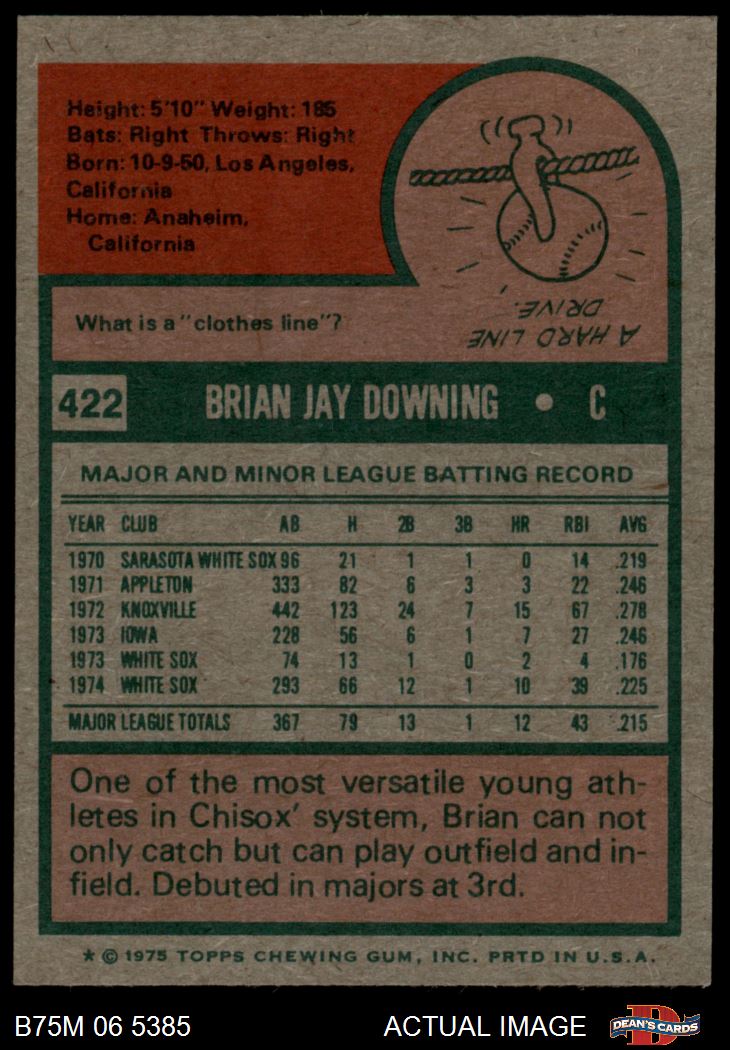 Height: 5'10" Weight: 185
Bats: Right Throws: Right
Born: 10-9-50, Los Angeles,
California
Home: Anaheim,
California
What is a "clothes line"?
A HARD LINE
DRIVE.
422 BRIAN JAY DOWNING • C
MAJOR AND MINOR LEAGUE BATTING RECORD
YEAR CLUB AB H 2B 3B HR RBI AVG
1970 SARASOTA WHITE SOX 96 21 1 1 0 14 .219
1971 APPLETON 333 82 6 3 3 22 .246
1972 KNOXVILLE 442 123 24 7 15 67 .278
1973 IOWA 228 56 6 1 7 27 .246
1973 WHITE SOX 74 13 1 0 2 4 .176
1974 WHITE SOX 293 66 12 1 10 39 .225
MAJOR LEAGUE TOTALS 367 79 13 1 12 43 .215
One of the most versatile young ath-
letes in Chisox' system, Brian can not
only catch but can play outfield and in-
field. Debuted in majors at 3rd.
* © 1975 TOPPS CHEWING GUM, INC. PRTD IN U.S.A.
B75M 06 5385 ACTUAL IMAGE DEAN'S CARDS